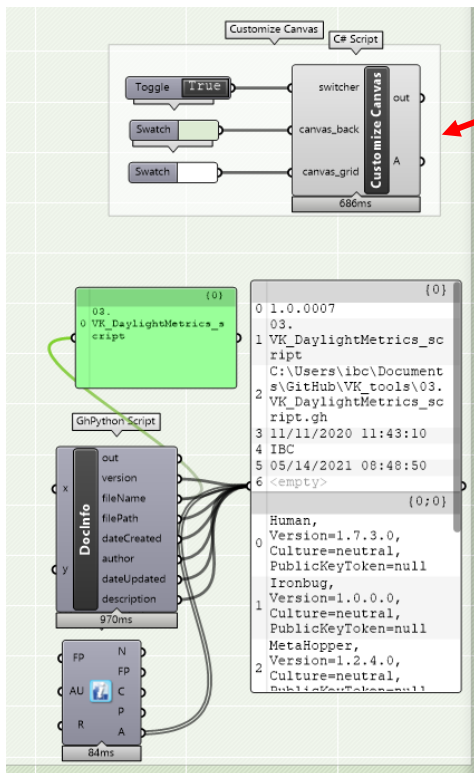 Customize Canvas
C# Script
Toggle True
switcher
out
Swatch
canvas_back
Customize Canvas
A
Swatch
canvas_grid
686ms
{0}
03.
0 VK_DaylightMetrics_s
cript
{0}
0 1.0.0007
03.
1 VK_DaylightMetrics_sc
ript
C:\Users\ibc\Document
s\GitHub\VK_tools\03.
2 VK_DaylightMetrics_sc
ript.gh
3 11/11/2020 11:43:10
4 IBC
5 05/14/2021 08:48:50
6 <empty>
{0;0}
Human,
0 Version=1.7.3.0,
Culture=neutral,
PublicKeyToken=null
Ironbug,
1 Version=1.0.0.0,
Culture=neutral,
PublicKeyToken=null
MetaHopper,
2 Version=1.2.4.0,
Culture=neutral,
PublicKeyToken=null
GhPython Script
out
x
version
fileName
DocInfo
filePath
dateCreated
author
y
dateUpdated
description
970ms
FP
N
FP
AU
C
P
R
A
84ms